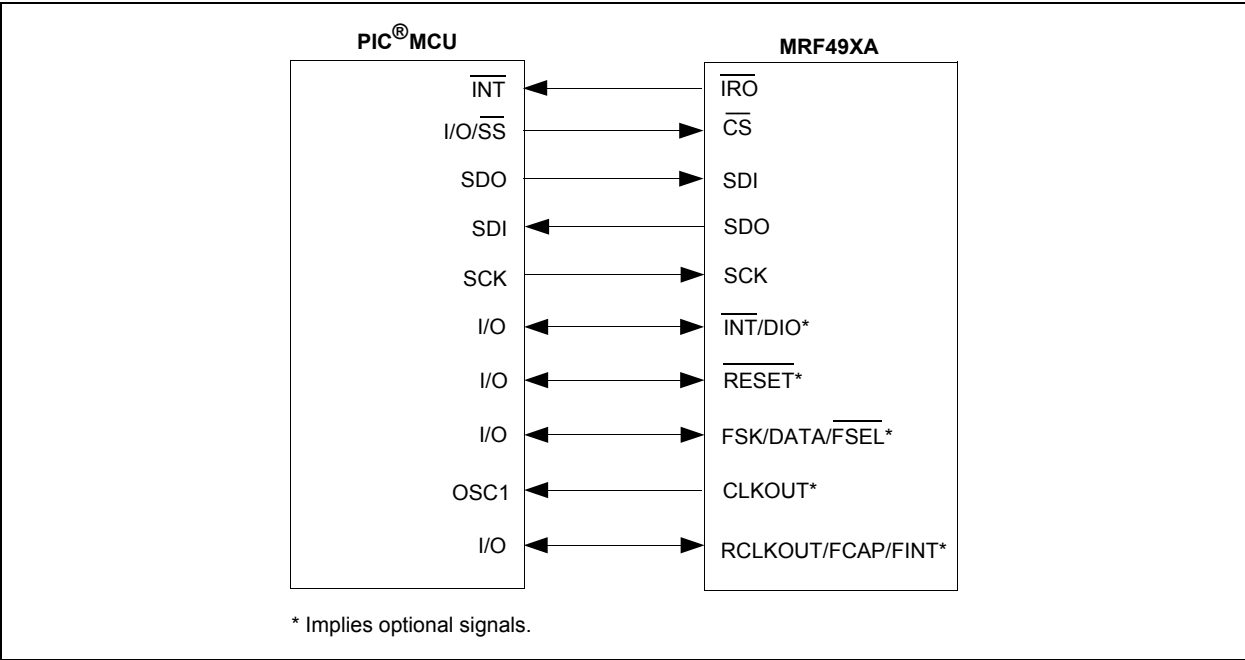 PIC®MCU MRF49XA
INT IRO
I/O/SS CS
SDO SDI
SDI SDO
SCK SCK
I/O INT/DIO*
I/O RESET*
I/O FSK/DATA/FSEL*
OSC1 CLKOUT*
I/O RCLKOUT/FCAP/FINT*
* Implies optional signals.